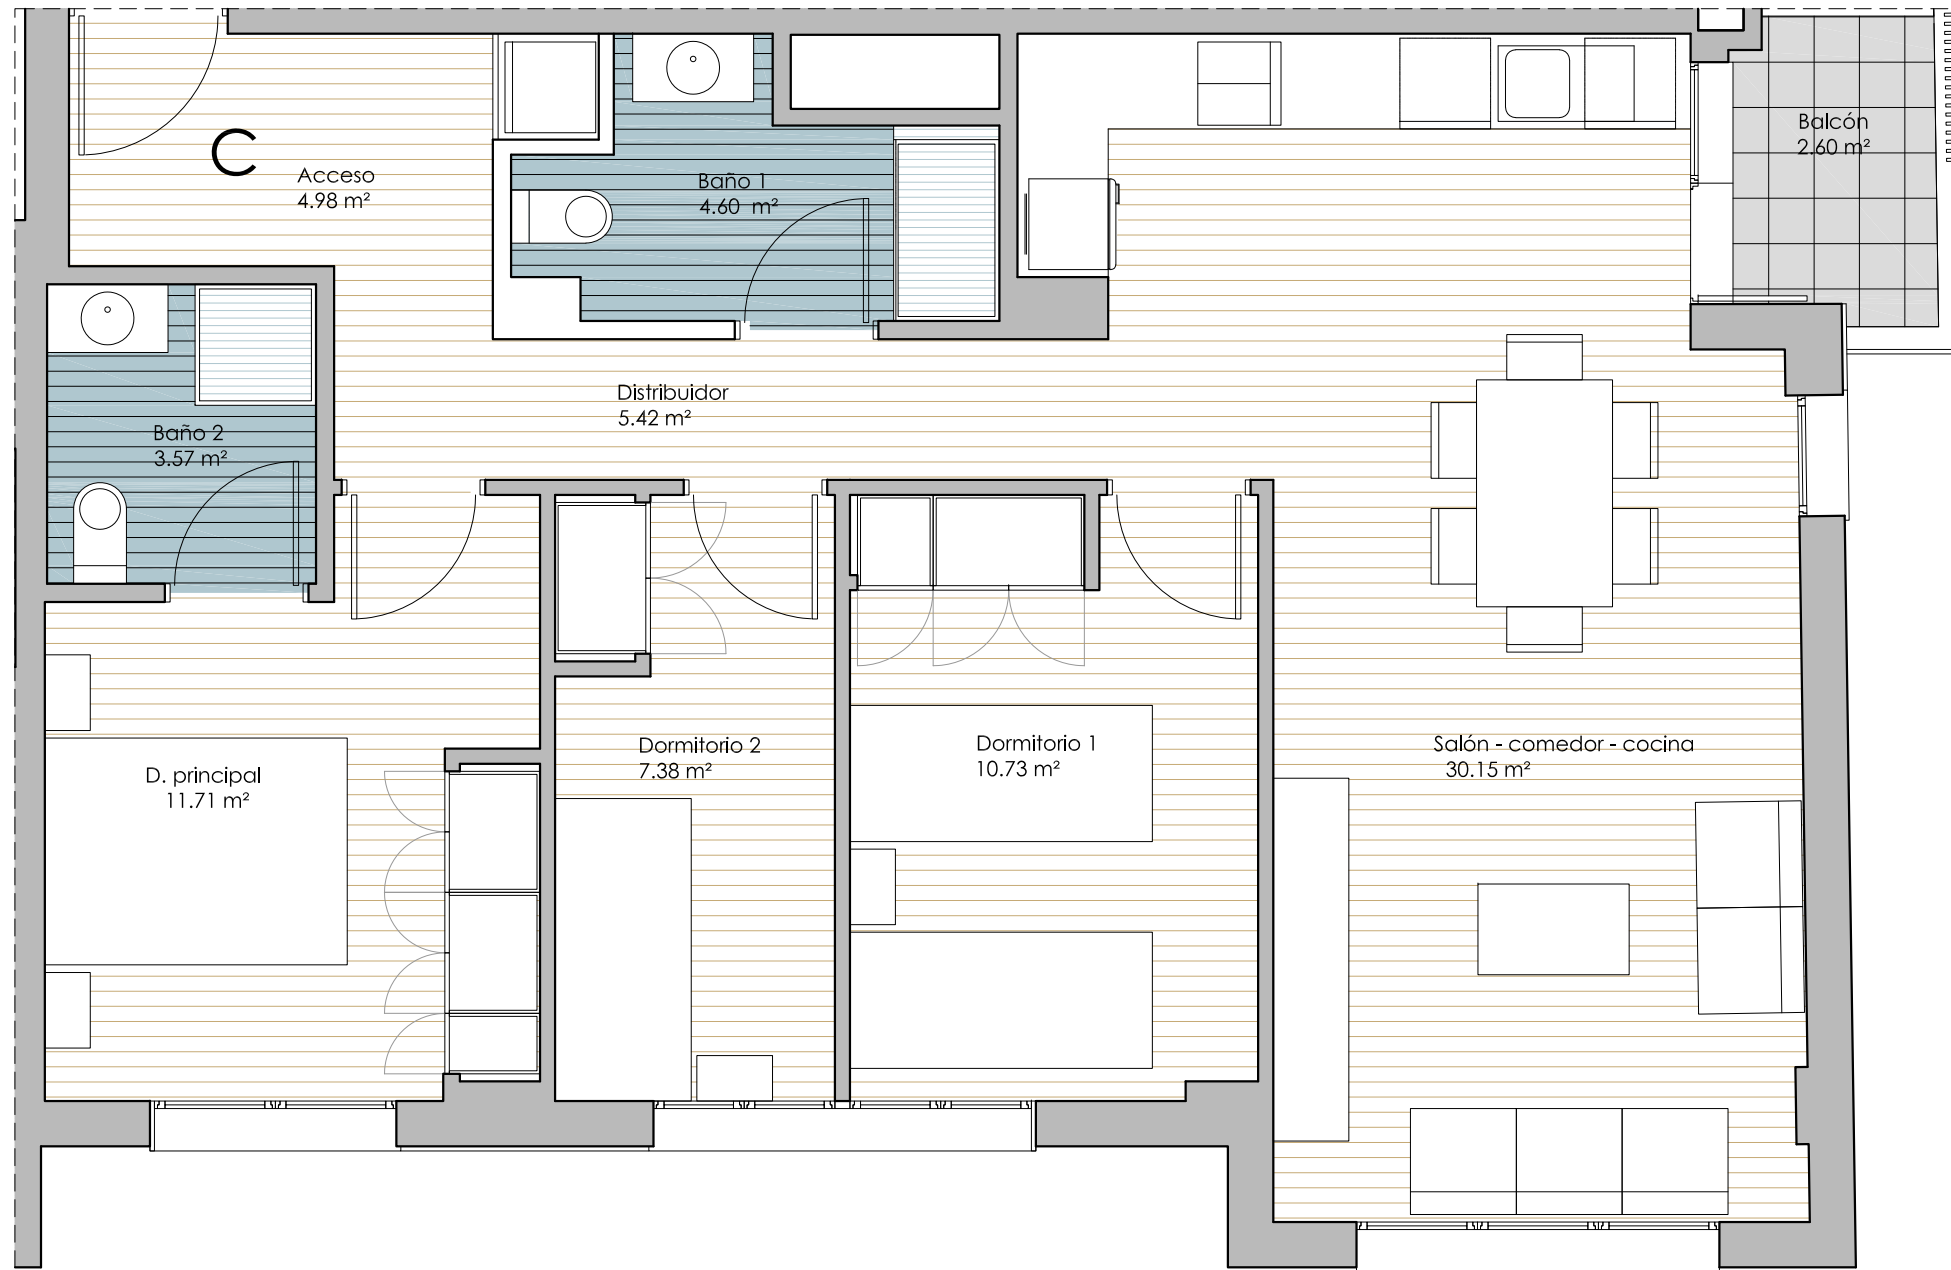 C
Acceso
4.98 m²
Baño 1
4.60 m²
Balcón
2.60 m²
Distribuidor
5.42 m²
Baño 2
3.57 m²
D. principal
11.71 m²
Dormitorio 2
7.38 m²
Dormitorio 1
10.73 m²
Salón - comedor - cocina
30.15 m²